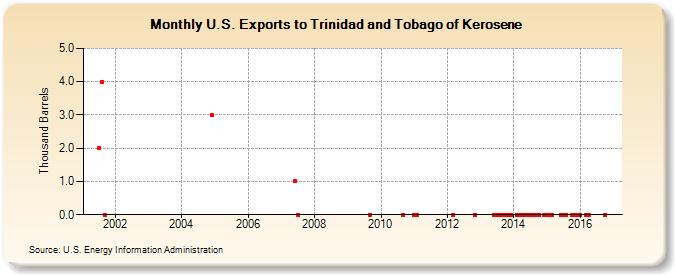 Monthly U.S. Exports to Trinidad and Tobago of Kerosene
Thousand Barrels
5.0
4.0
3.0
2.0
1.0
0.0
2002 2004 2006 2008 2010 2012 2014 2016
Source: U.S. Energy Information Administration